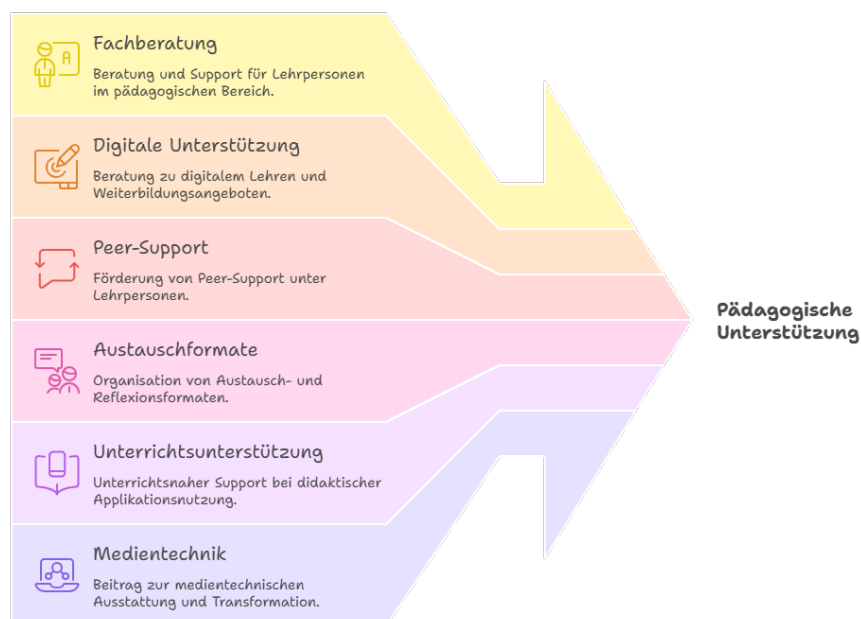 Fachberatung
Beratung und Support für Lehrpersonen
im pädagogischen Bereich.
Digitale Unterstützung
Beratung zu digitalem Lehren und
Weiterbildungsangeboten.
Peer-Support
Förderung von Peer-Support unter
Lehrpersonen.
Austauschformate
Organisation von Austausch- und
Reflexionsformaten.
Unterrichtsunterstützung
Unterrichtsnaher Support bei didaktischer
Applikationsnutzung.
Medientechnik
Beitrag zur medientechnischen
Ausstattung und Transformation.
Pädagogische
Unterstützung